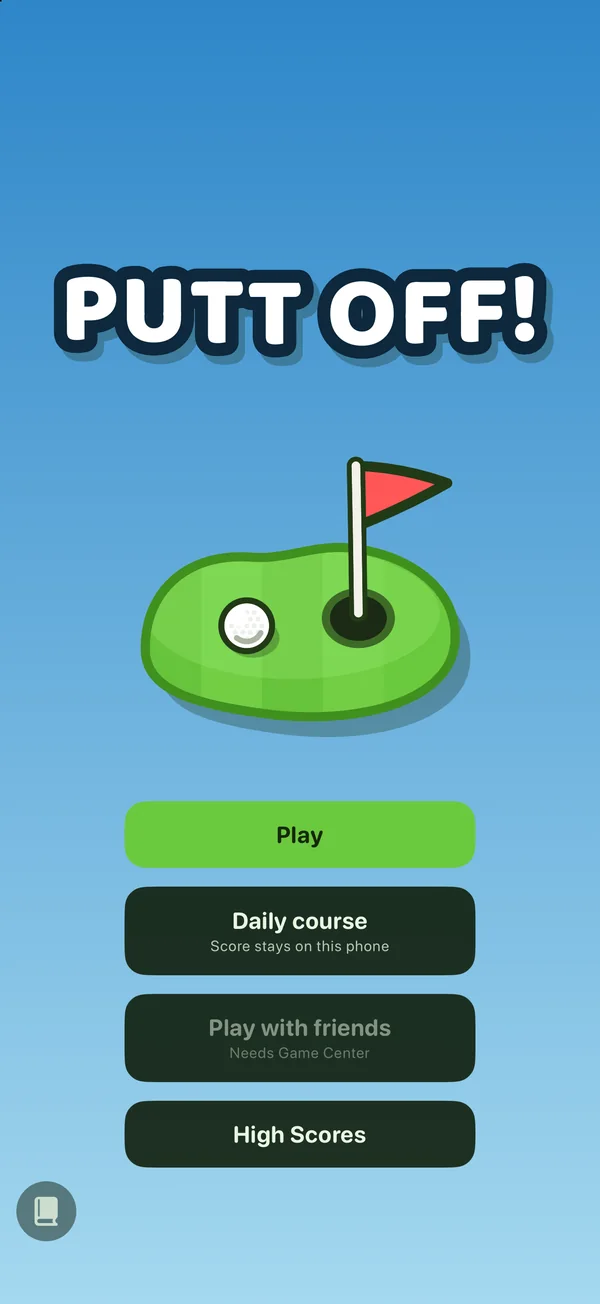 PUTT OFF!
Play
Daily course
Score stays on this phone
Play with friends
Needs Game Center
High Scores